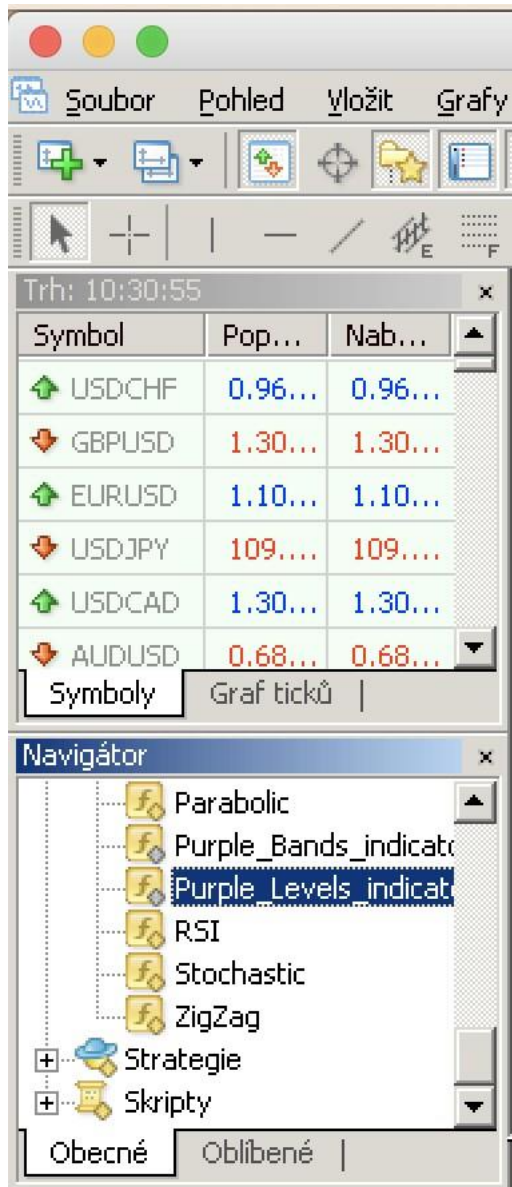 Soubor Pohled Vložit Grafy
E F
Trh: 10:30:55
Symbol Pop... Nab...
USDCHF 0.96... 0.96...
GBPUSD 1.30... 1.30...
EURUSD 1.10... 1.10...
USDJPY 109.... 109....
USDCAD 1.30... 1.30...
AUDUSD 0.68... 0.68...
Symboly Graf ticků
Navigátor
Parabolic
Purple_Bands_indicato
Purple_Levels_indicat
RSI
Stochastic
ZigZag
Strategie
Skripty
Obecné Oblíbené